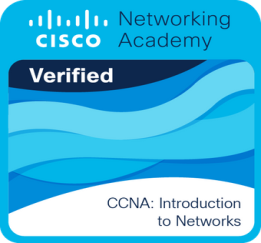 Networking
CISCO Academy
Verified
CCNA: Introduction
to Networks